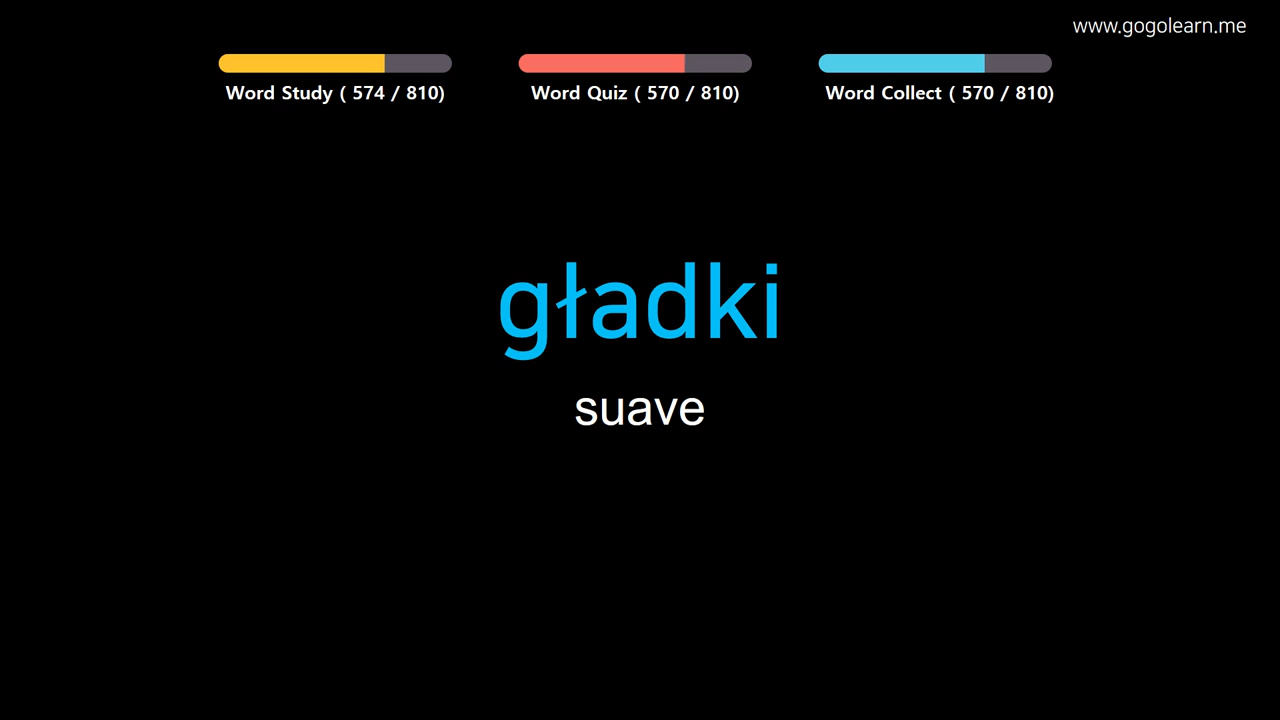 www.gogolearn.me
Word Study ( 574 / 810)
Word Quiz ( 570 / 810)
Word Collect ( 570 / 810)
gładki
suave